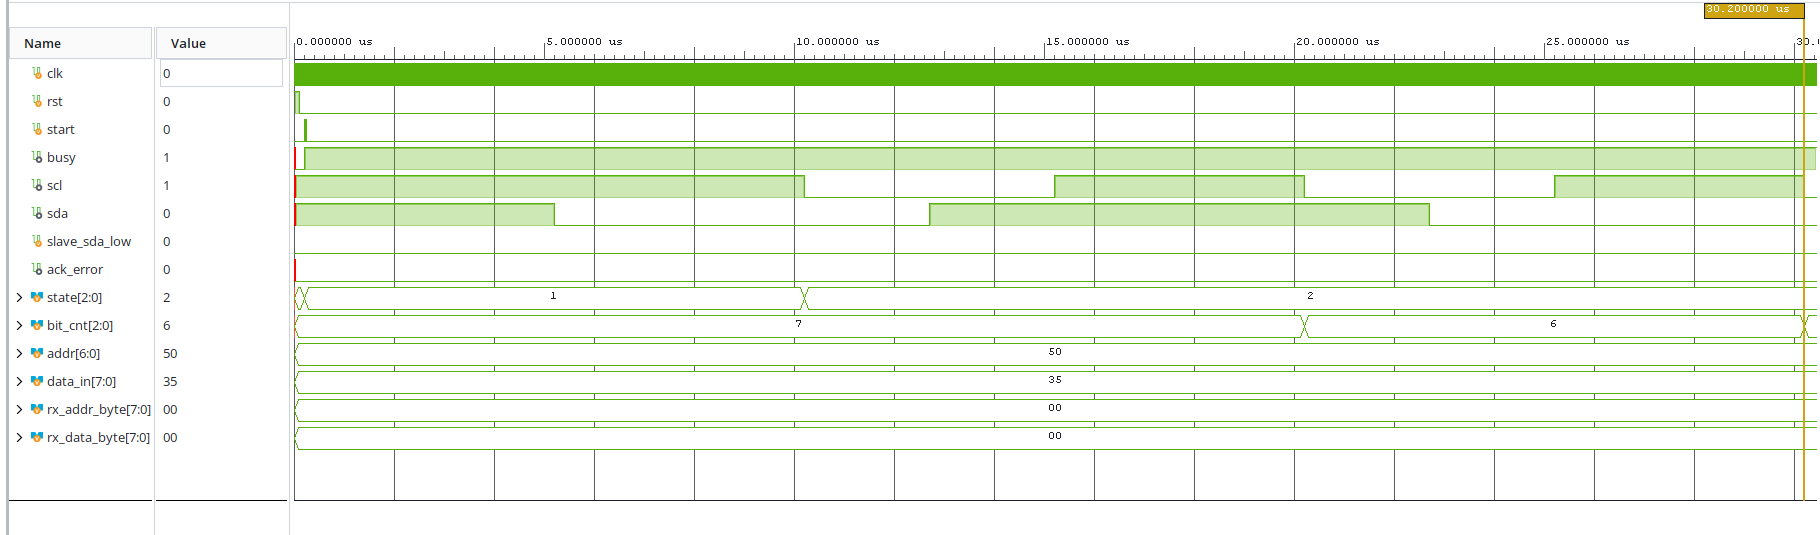 30.200000 us
Name Value
0.000000 us 5.000000 us 10.000000 us 15.000000 us 20.000000 us 25.000000 us 30.
clk 0
rst 0
start 0
busy 1
scl 1
sda 0
slave_sda_low 0
ack_error 0
state[2:0] 2 1 2
bit_cnt[2:0] 6 7 6
addr[6:0] 50 50
data_in[7:0] 35 35
rx_addr_byte[7:0] 00 00
rx_data_byte[7:0] 00 00